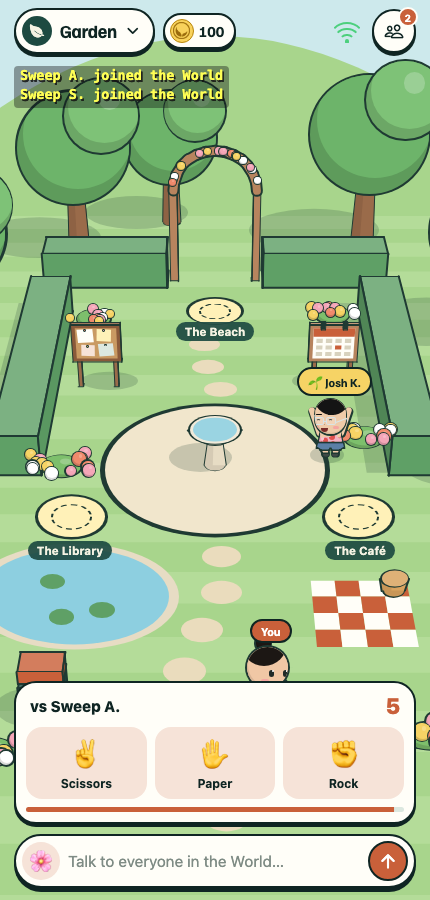 Garden
100
2
Sweep A. joined the World
Sweep S. joined the World
The Beach
🌱 Josh K.
The Library
The Café
You
vs Sweep A.
5
Scissors
Paper
Rock
Talk to everyone in the World...